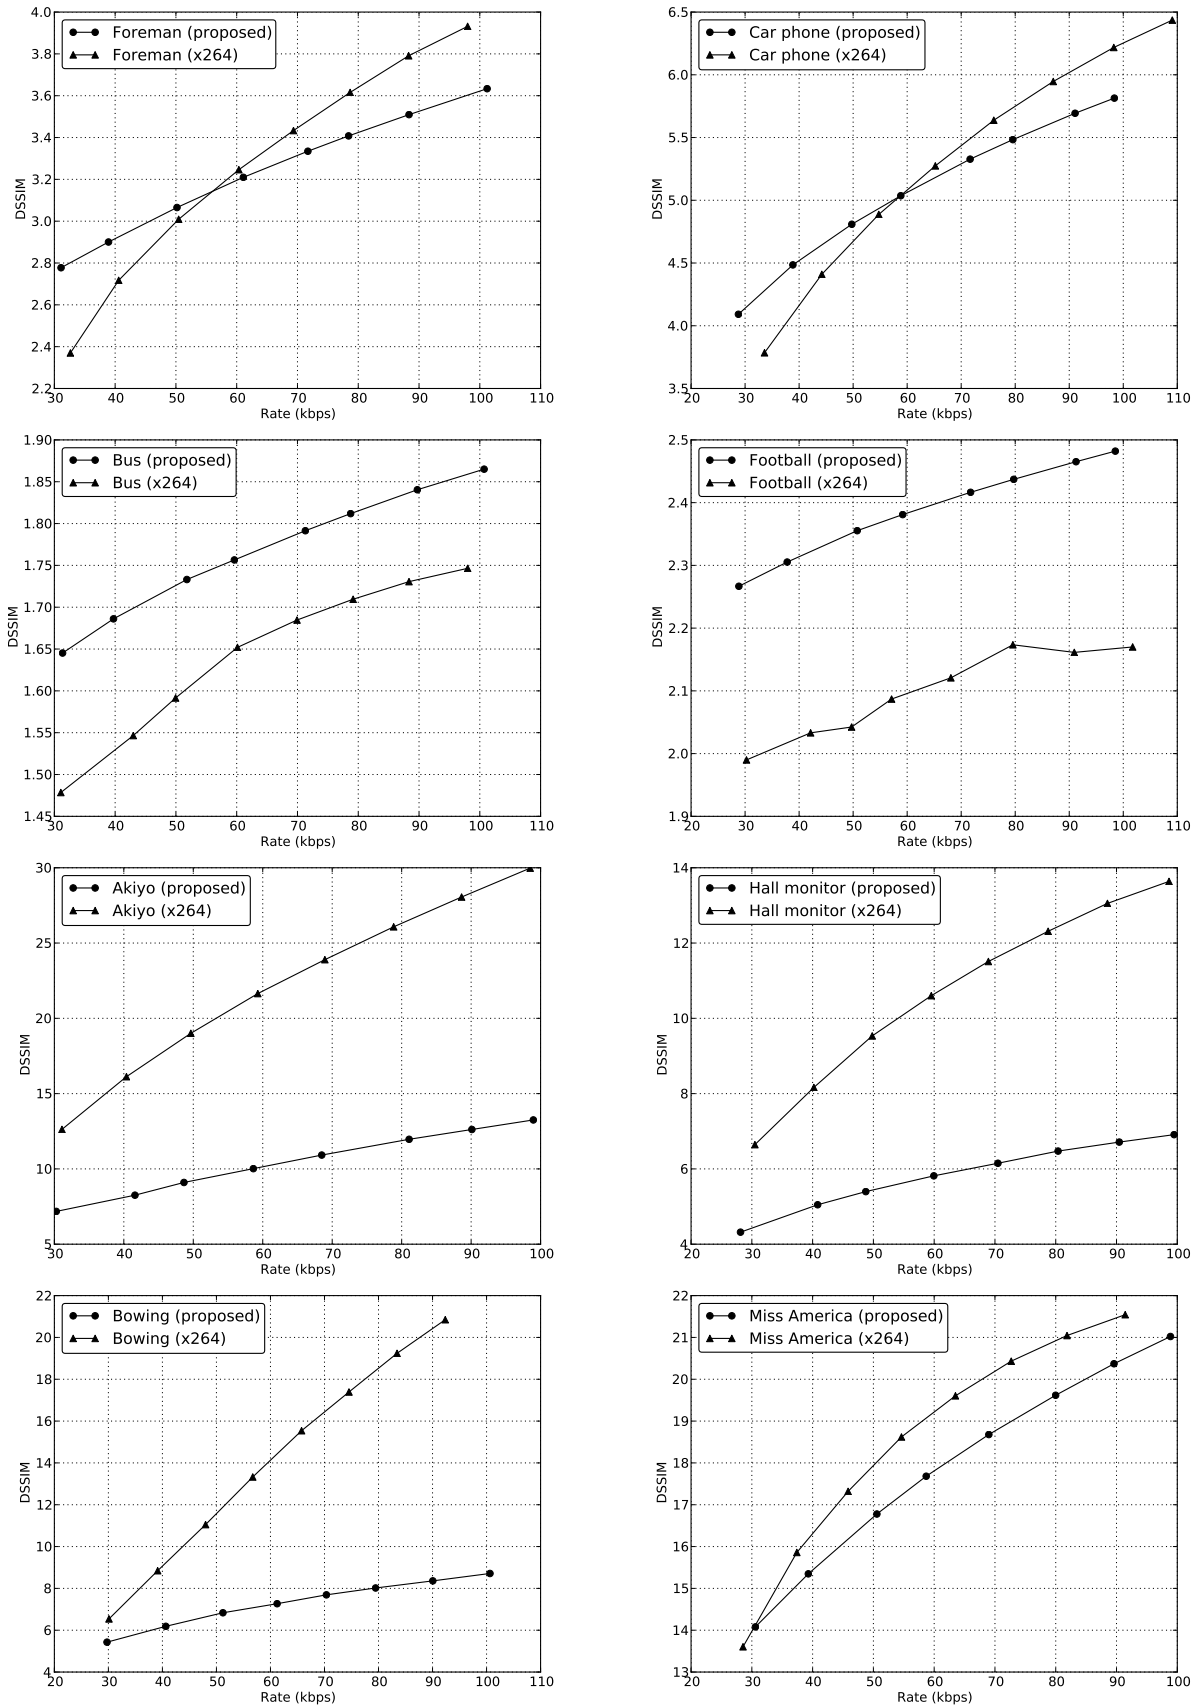 Foreman (proposed)
Foreman (x264)
DSSIM
4.0
3.8
3.6
3.4
3.2
3.0
2.8
2.6
2.4
2.2
30 40 50 60 70 80 90 100 110
Rate (kbps)
Car phone (proposed)
Car phone (x264)
DSSIM
6.5
6.0
5.5
5.0
4.5
4.0
3.5
20 30 40 50 60 70 80 90 100 110
Rate (kbps)
Bus (proposed)
Bus (x264)
DSSIM
1.90
1.85
1.80
1.75
1.70
1.65
1.60
1.55
1.50
1.45
30 40 50 60 70 80 90 100 110
Rate (kbps)
Football (proposed)
Football (x264)
DSSIM
2.5
2.4
2.3
2.2
2.1
2.0
1.9
20 30 40 50 60 70 80 90 100 110
Rate (kbps)
Akiyo (proposed)
Akiyo (x264)
DSSIM
30
25
20
15
10
5
30 40 50 60 70 80 90 100
Rate (kbps)
Hall monitor (proposed)
Hall monitor (x264)
DSSIM
14
12
10
8
6
4
20 30 40 50 60 70 80 90 100
Rate (kbps)
Bowing (proposed)
Bowing (x264)
DSSIM
22
20
18
16
14
12
10
8
6
4
20 30 40 50 60 70 80 90 100 110
Rate (kbps)
Miss America (proposed)
Miss America (x264)
DSSIM
22
21
20
19
18
17
16
15
14
13
20 30 40 50 60 70 80 90 100
Rate (kbps)